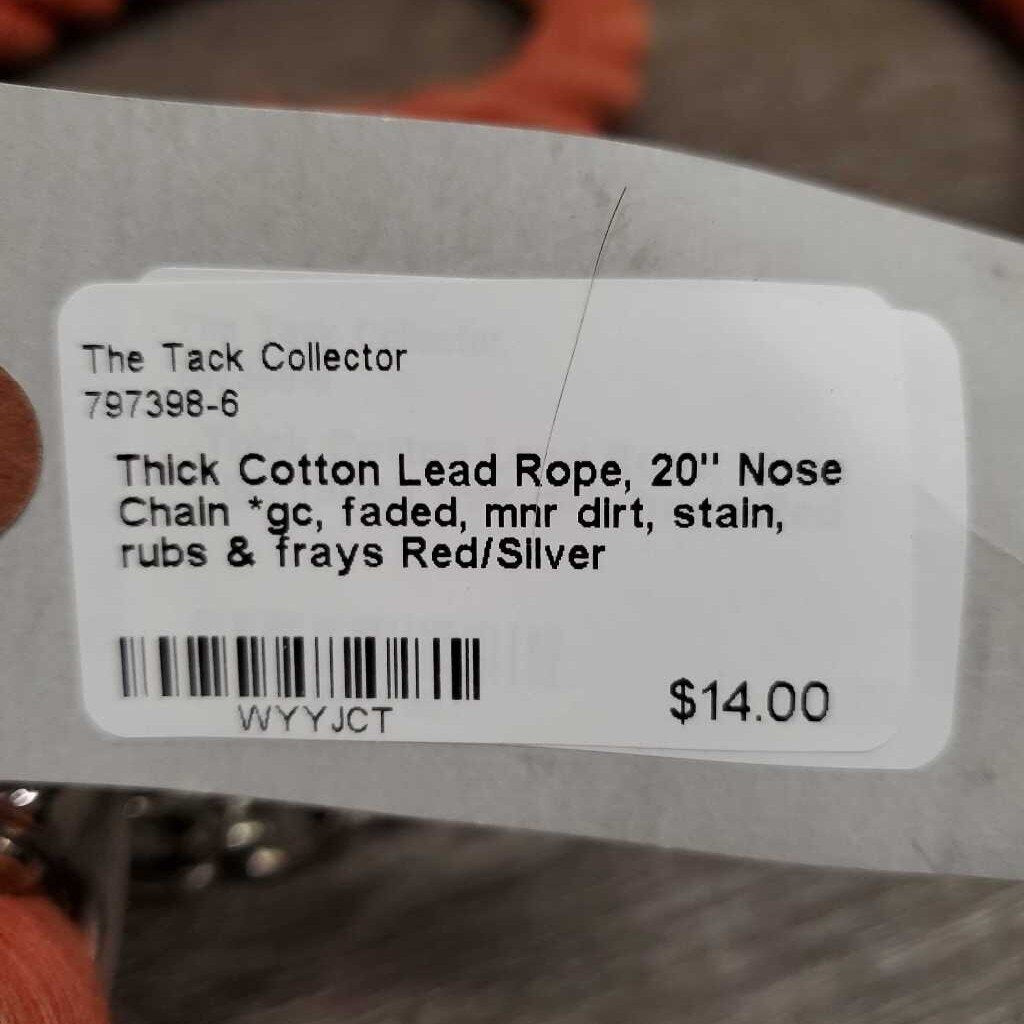 The Tack Collector
797398-6
Thick Cotton Lead Rope, 20" Nose
Chain *gc, faded, mnr dirt, stain,
rubs & frays Red/Silver
WYYJCT
$14.00